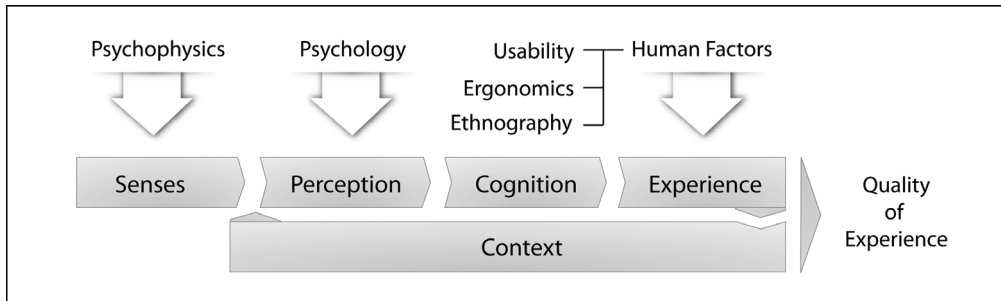 Psychophysics
Psychology
Usability
Human Factors
Ergonomics
Ethnography
Senses
Perception
Cognition
Experience
Quality
of
Experience
Context